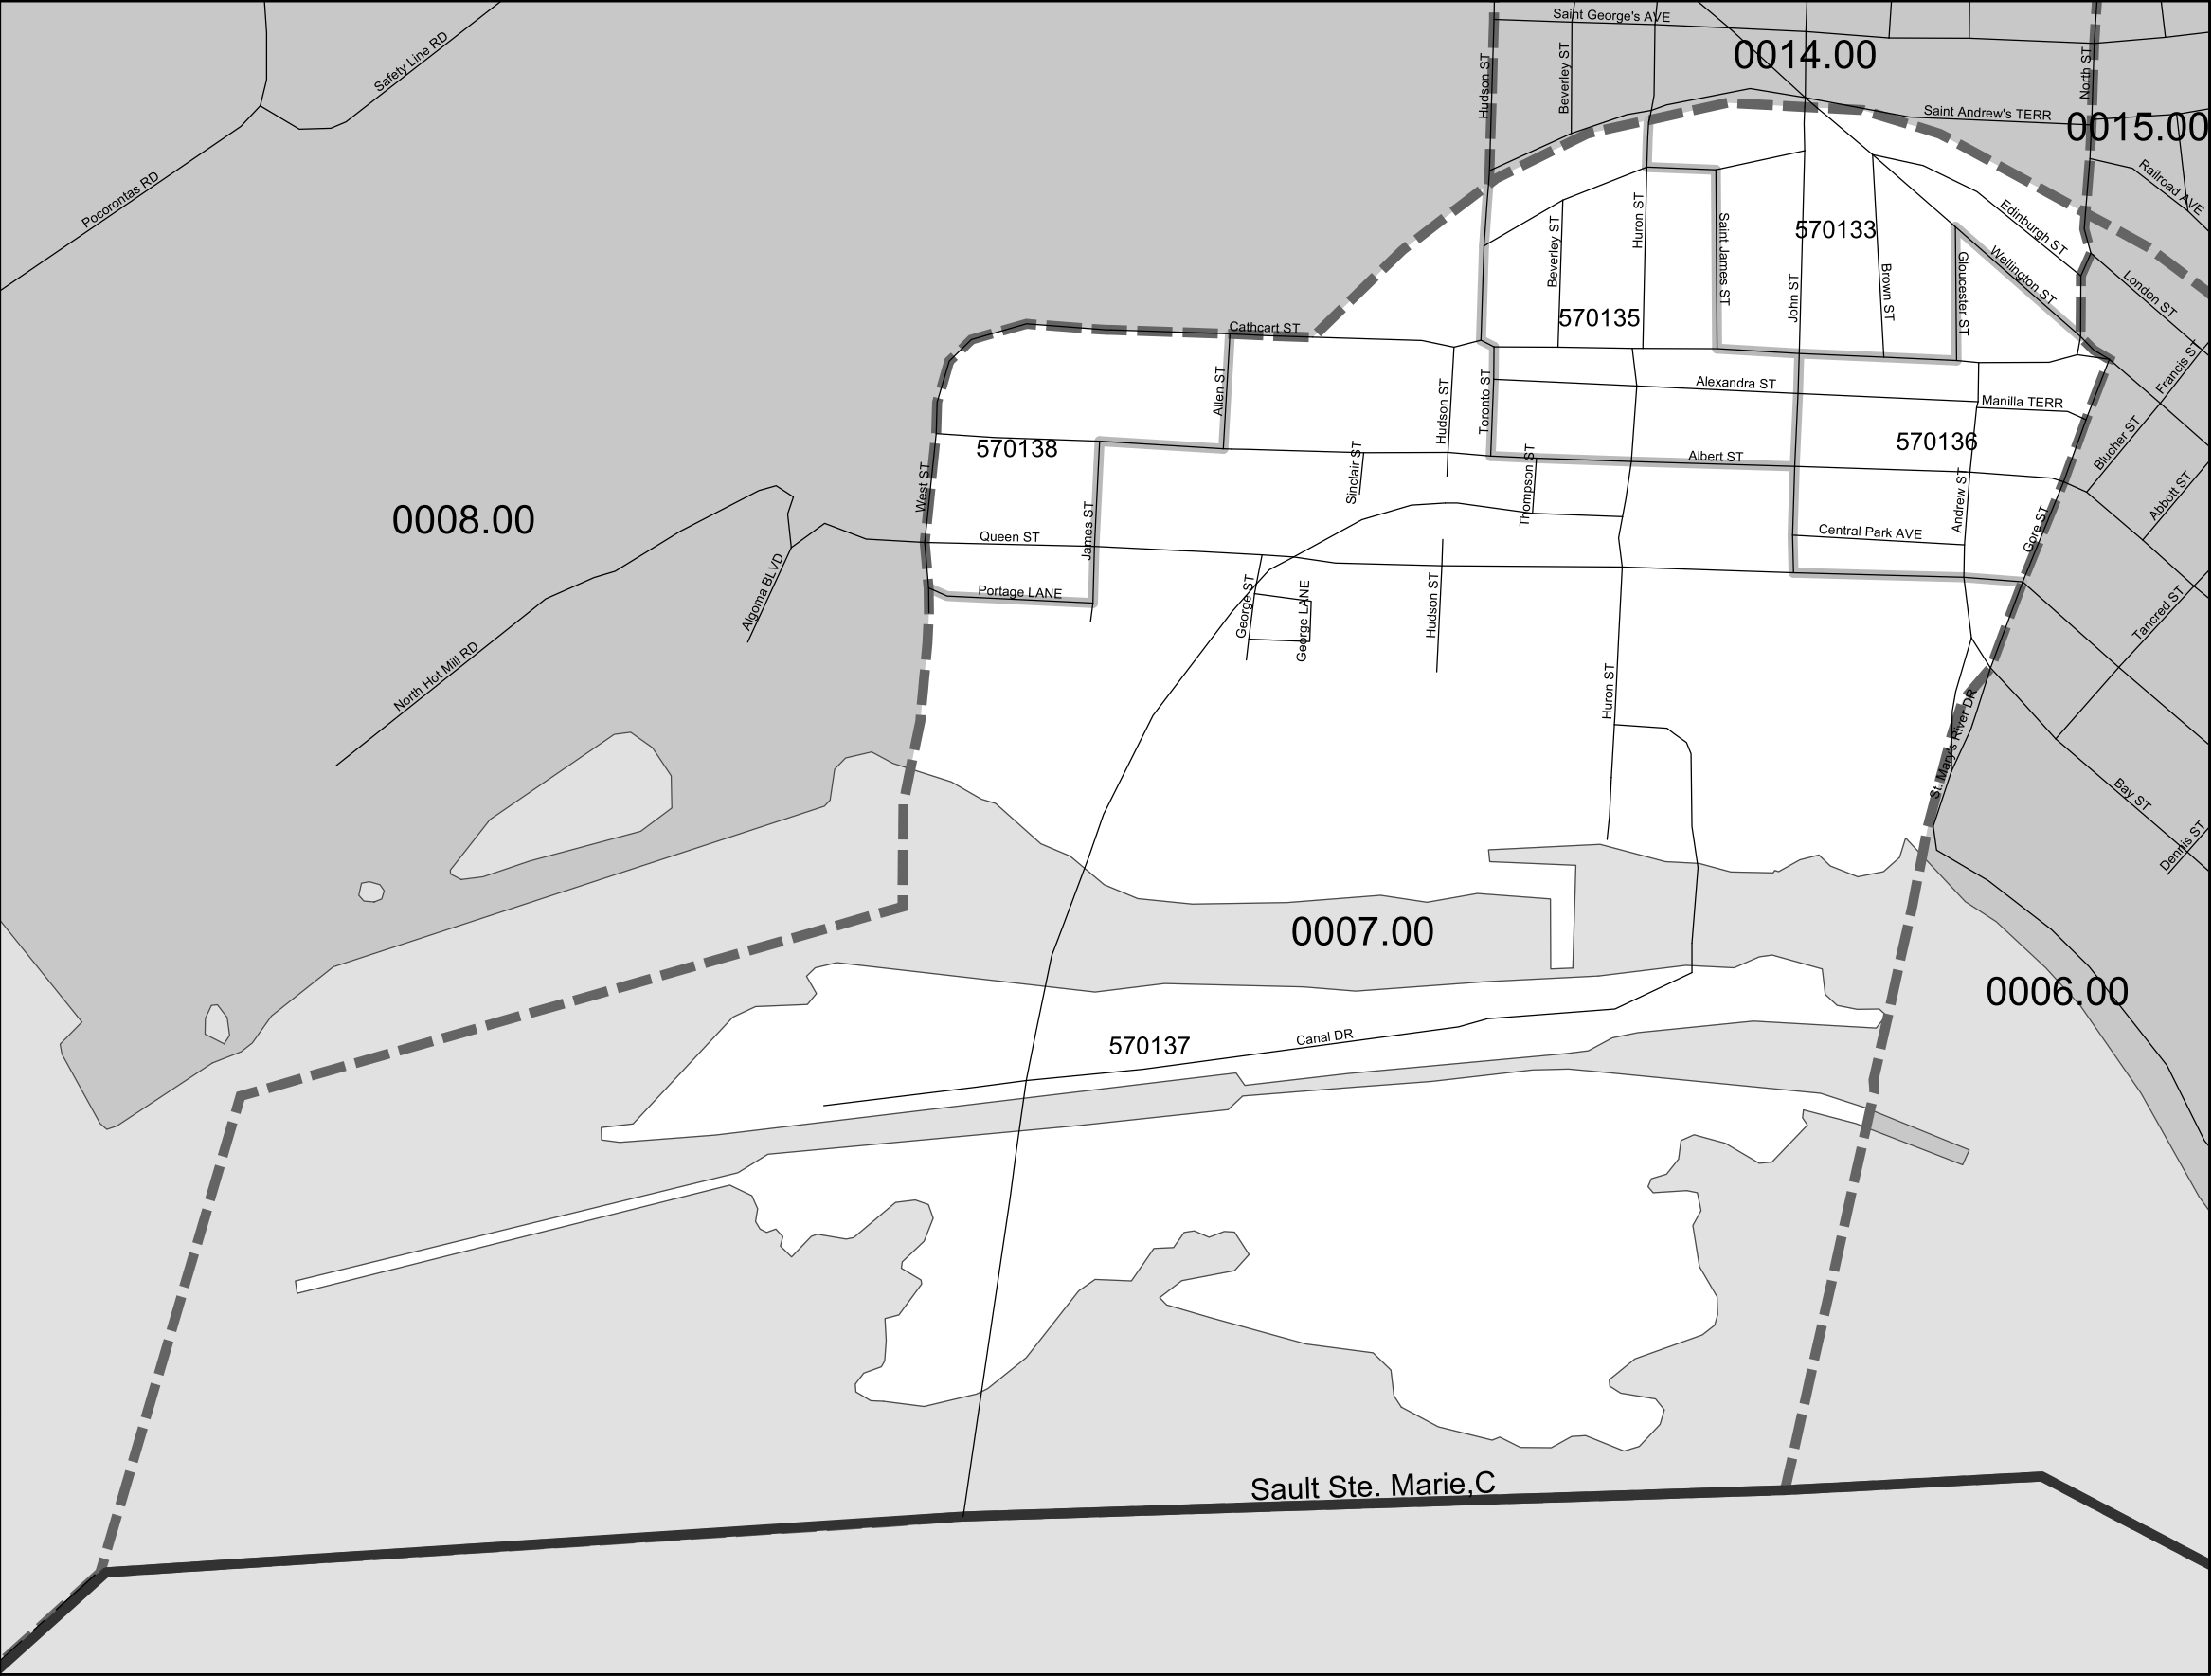 Saint George's AVE
Safety Line RD
Hudson ST
Beverley ST
0014.00
North ST
Saint Andrew's TERR
0015.00
Pocorontas RD
Railroad AVE
Huron ST
Beverley ST
Saint James ST
570133
Edinburgh ST
Wellington ST
Gloucester ST
Brown ST
John ST
London ST
570135
Cathcart ST
Francis ST
Allen ST
Hudson ST
Toronto ST
Alexandra ST
Manilla TERR
570138
570136
Blucher ST
Albert ST
Sinclair ST
Thompson ST
West ST
Andrew ST
Abbott ST
0008.00
James ST
Queen ST
Central Park AVE
Gore ST
Algoma BLVD
Portage LANE
George ST
George LANE
Hudson ST
Tancred ST
North Hot Mill RD
Huron ST
St. Mary's River DR
Bay ST
Dennis ST
0007.00
0006.00
570137
Canal DR
Sault Ste. Marie,C